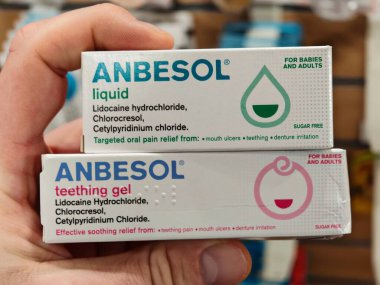 ANBESOL®
liquid
Lidocaine hydrochloride,
Chlorocresol,
Cetylpyridinium chloride.
Targeted oral pain relief from: • mouth ulcers • teething • denture irritation
FOR BABIES
AND ADULTS
SUGAR FREE
ANBESOL®
teething gel
Lidocaine Hydrochloride,
Chlorocresol,
Cetylpyridinium Chloride.
Effective soothing relief from: • teething pain • mouth ulcers • denture irritation
FOR BABIES
AND ADULTS
SUGAR FREE